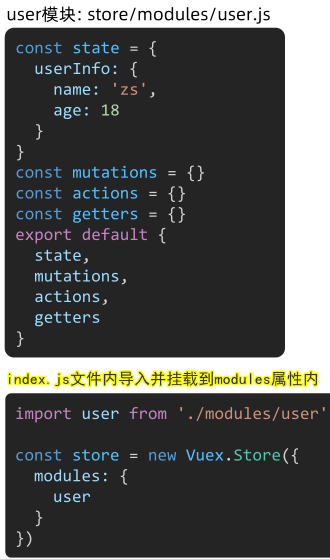 user模块: store/modules/user.js
const state = {
  userInfo: {
    name: 'zs',
    age: 18
  }
}
const mutations = {}
const actions = {}
const getters = {}
export default {
  state,
  mutations,
  actions,
  getters
}
index.js文件内导入并挂载到modules属性内
import user from './modules/user'

const store = new Vuex.Store({
  modules: {
    user
  }
})